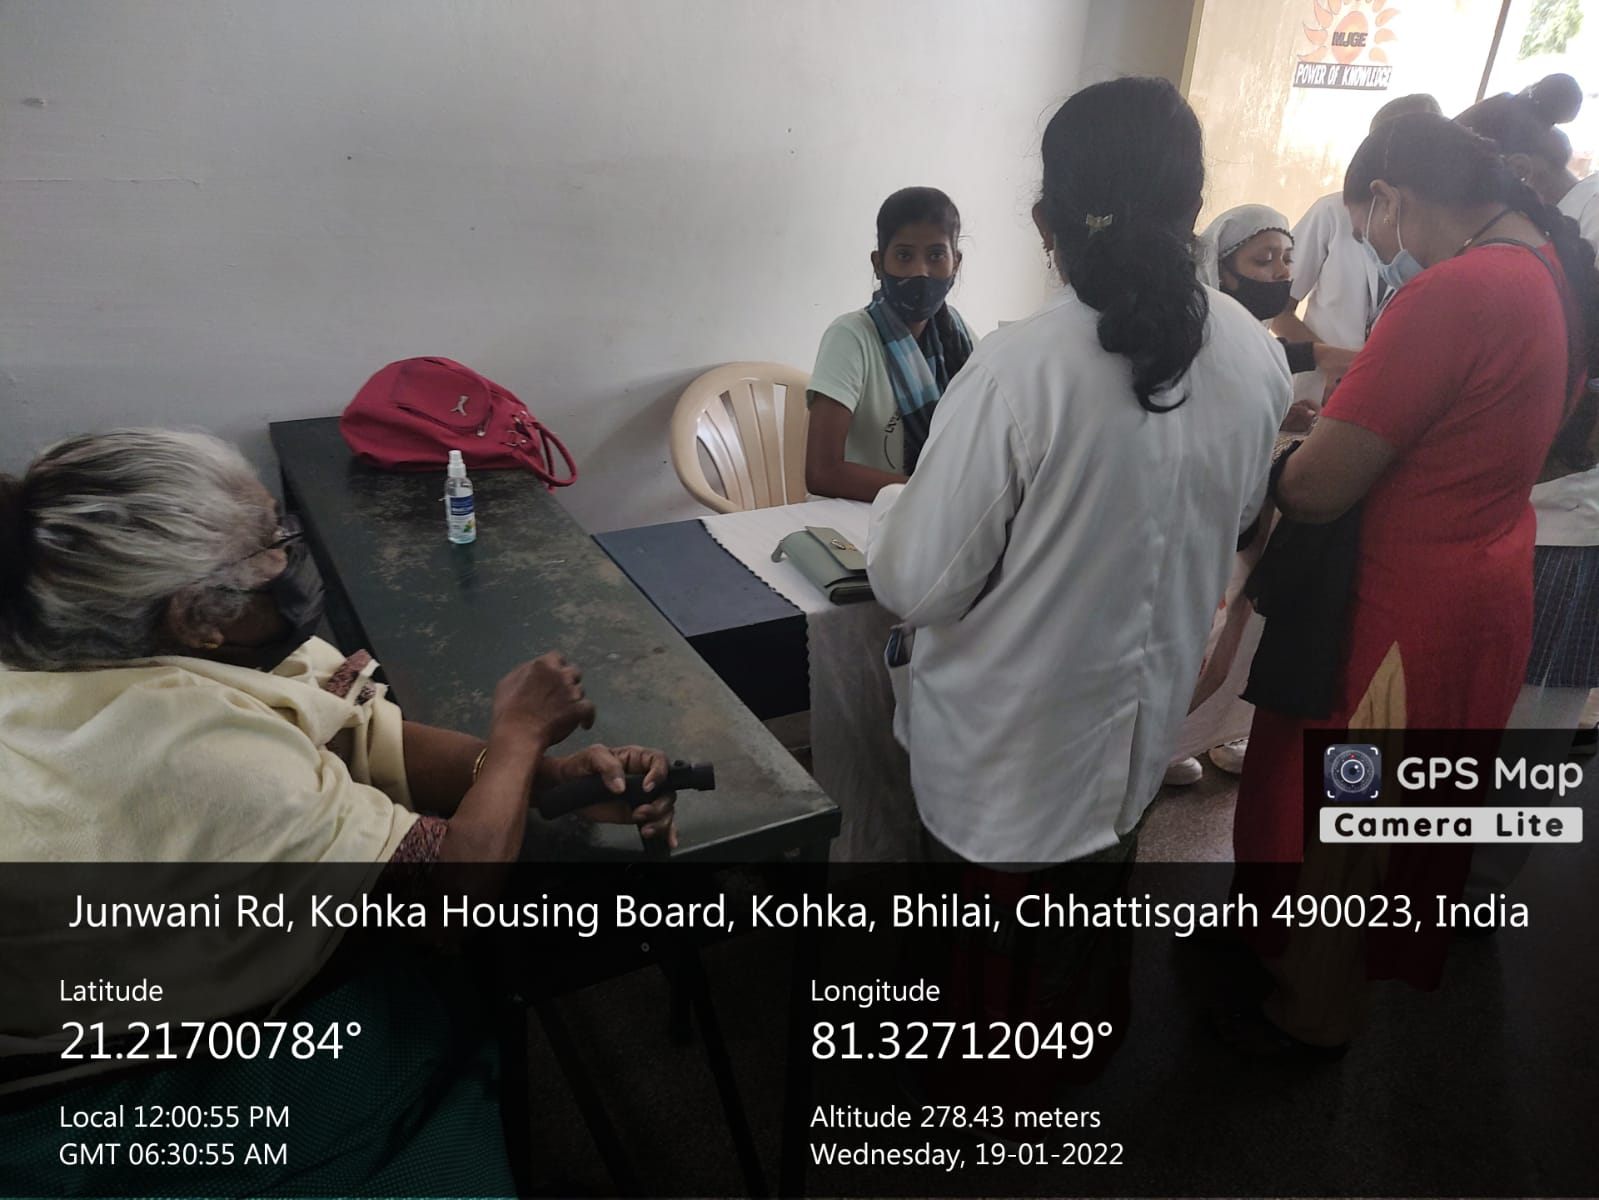 MJGE
POWER OF KNOWLEDGE
GPS Map
Camera Lite
Junwani Rd, Kohka Housing Board, Kohka, Bhilai, Chhattisgarh 490023, India
Latitude
21.21700784°
Longitude
81.32712049°
Local 12:00:55 PM
GMT 06:30:55 AM
Altitude 278.43 meters
Wednesday, 19-01-2022